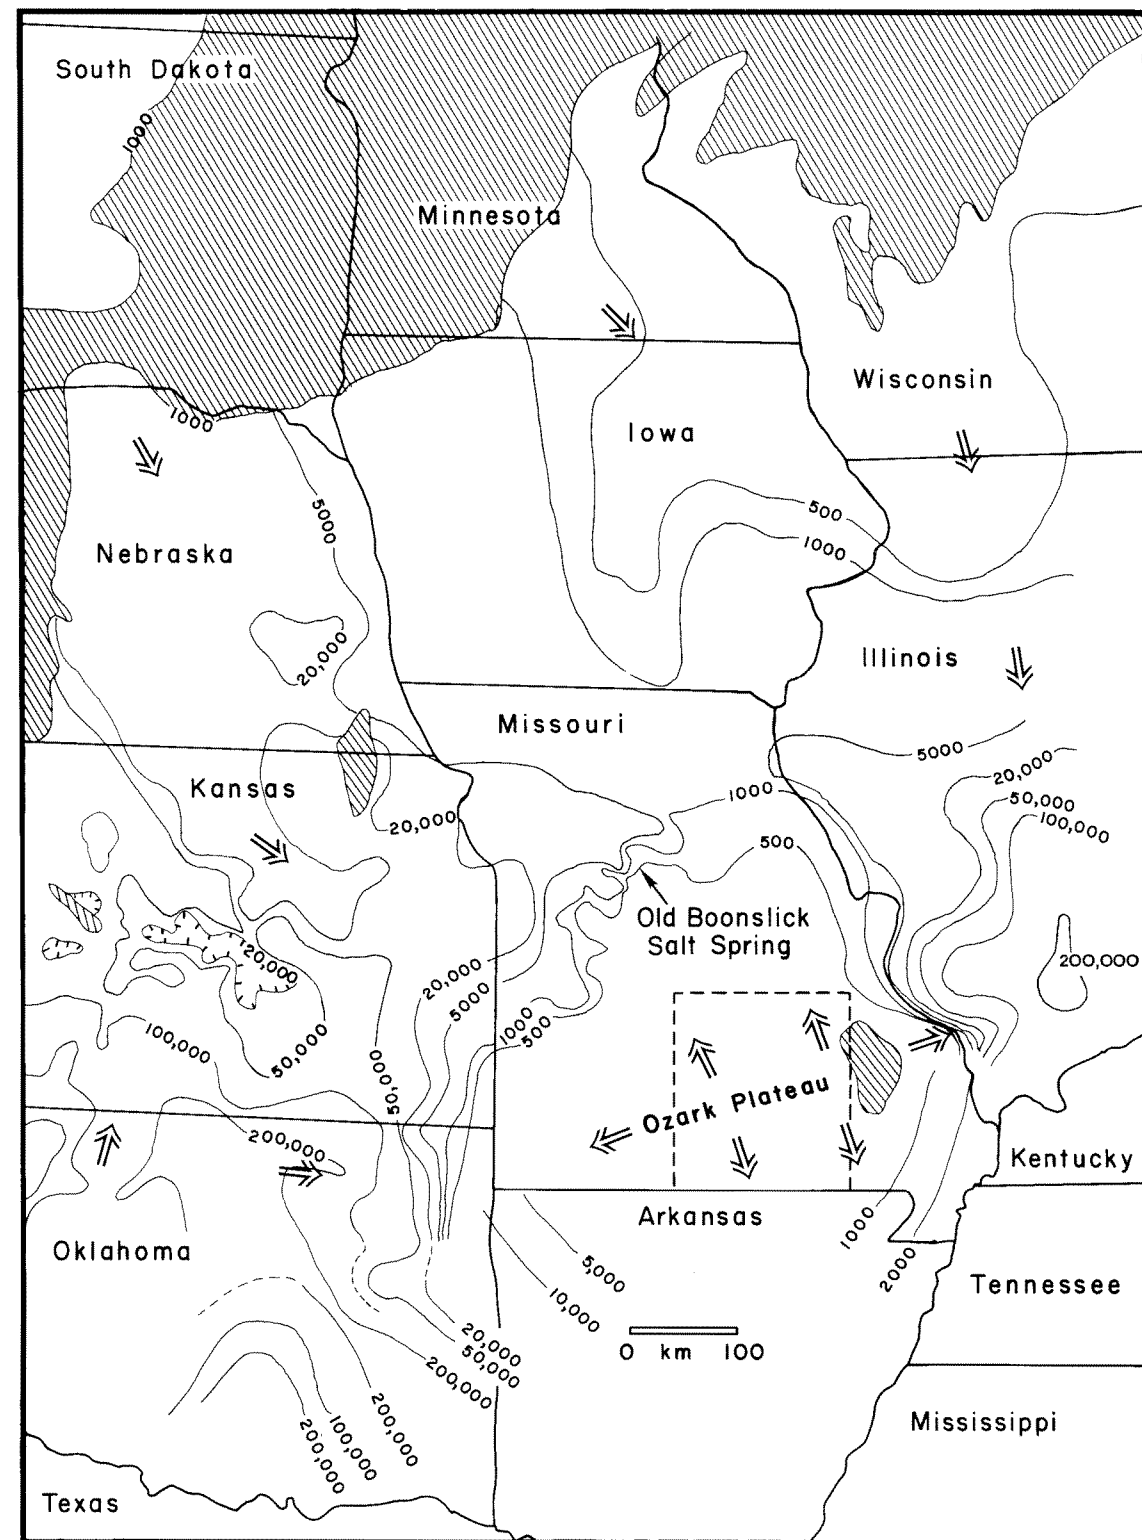 South Dakota
1000
Minnesota
Wisconsin
1000
Iowa
5000
500
Nebraska
1000
20,000
Illinois
Missouri
5000
Kansas
20,000
1000
50,000
20,000
100,000
500
Old Boonslick
Salt Spring
120,000
200,000
20,000
5000
100,000
50,000
1000
500
50,000
Ozark Plateau
200,000
Kentucky
Arkansas
1000
Oklahoma
2000
5,000
Tennessee
10,000
20,000
0 km 100
50,000
200,000
200,000
100,000
200,000
Mississippi
Texas